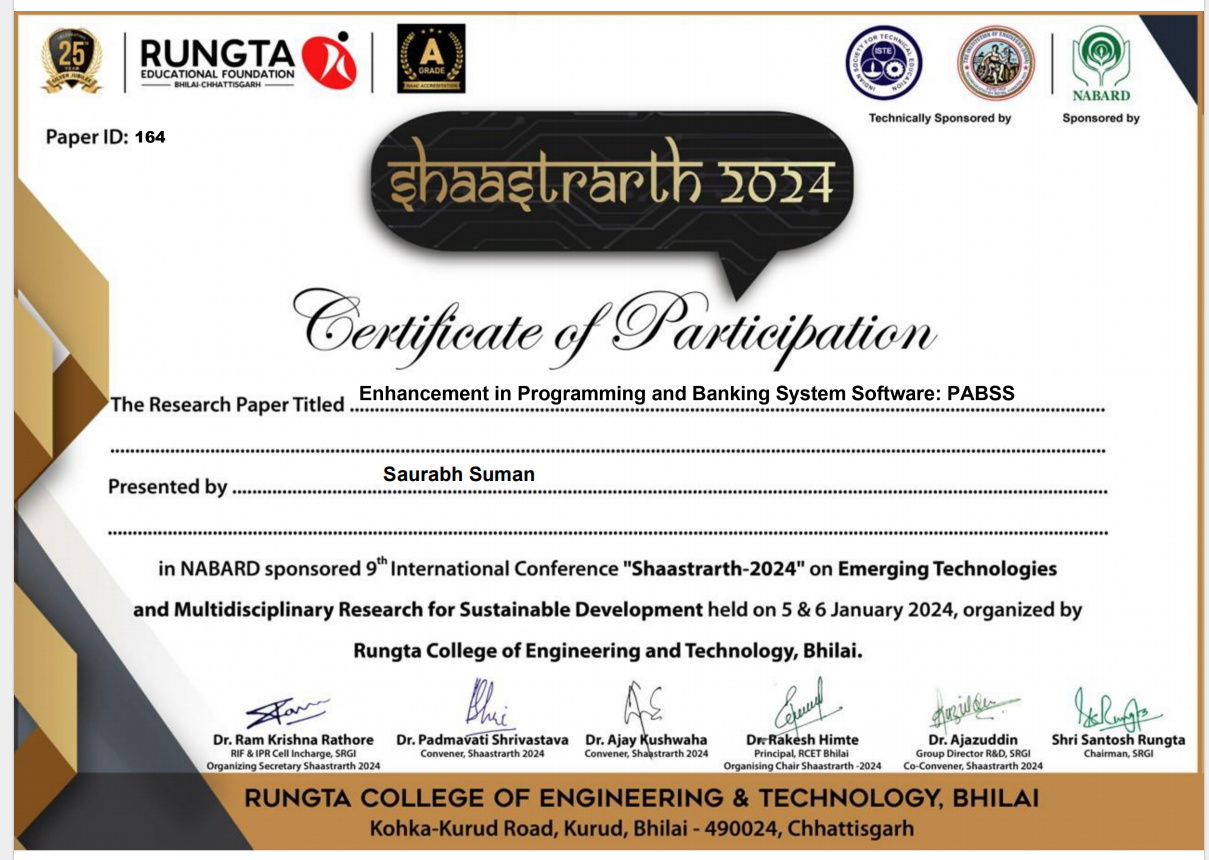 25TH
YEAR
SILVER JUBILEE
RUNGTA
EDUCATIONAL FOUNDATION
BHILAI-CHHATTISGARH
A
GRADE
NAAC ACCREDITATION
INDIAN SOCIETY FOR TECHNICAL EDUCATION
ISTE
NABARD
Technically Sponsored by
Sponsored by
Paper ID: 164
shaastrarth 2024
Certificate of Participation
The Research Paper Titled Enhancement in Programming and Banking System Software: PABSS
Presented by Saurabh Suman
in NABARD sponsored 9th International Conference "Shaastrarth-2024" on Emerging Technologies
and Multidisciplinary Research for Sustainable Development held on 5 & 6 January 2024, organized by
Rungta College of Engineering and Technology, Bhilai.
Dr. Ram Krishna Rathore
RIF & IPR Cell Incharge, SRGI
Organizing Secretary Shaastrarth 2024
Dr. Padmavati Shrivastava
Convener, Shaastrarth 2024
Dr. Ajay Kushwaha
Convener, Shaastrarth 2024
Dr. Rakesh Himte
Principal, RCET Bhilai
Organising Chair Shaastrarth -2024
Dr. Ajazuddin
Group Director R&D, SRGI
Co-Convener, Shaastrarth 2024
Shri Santosh Rungta
Chairman, SRGI
RUNGTA COLLEGE OF ENGINEERING & TECHNOLOGY, BHILAI
Kohka-Kurud Road, Kurud, Bhilai - 490024, Chhattisgarh